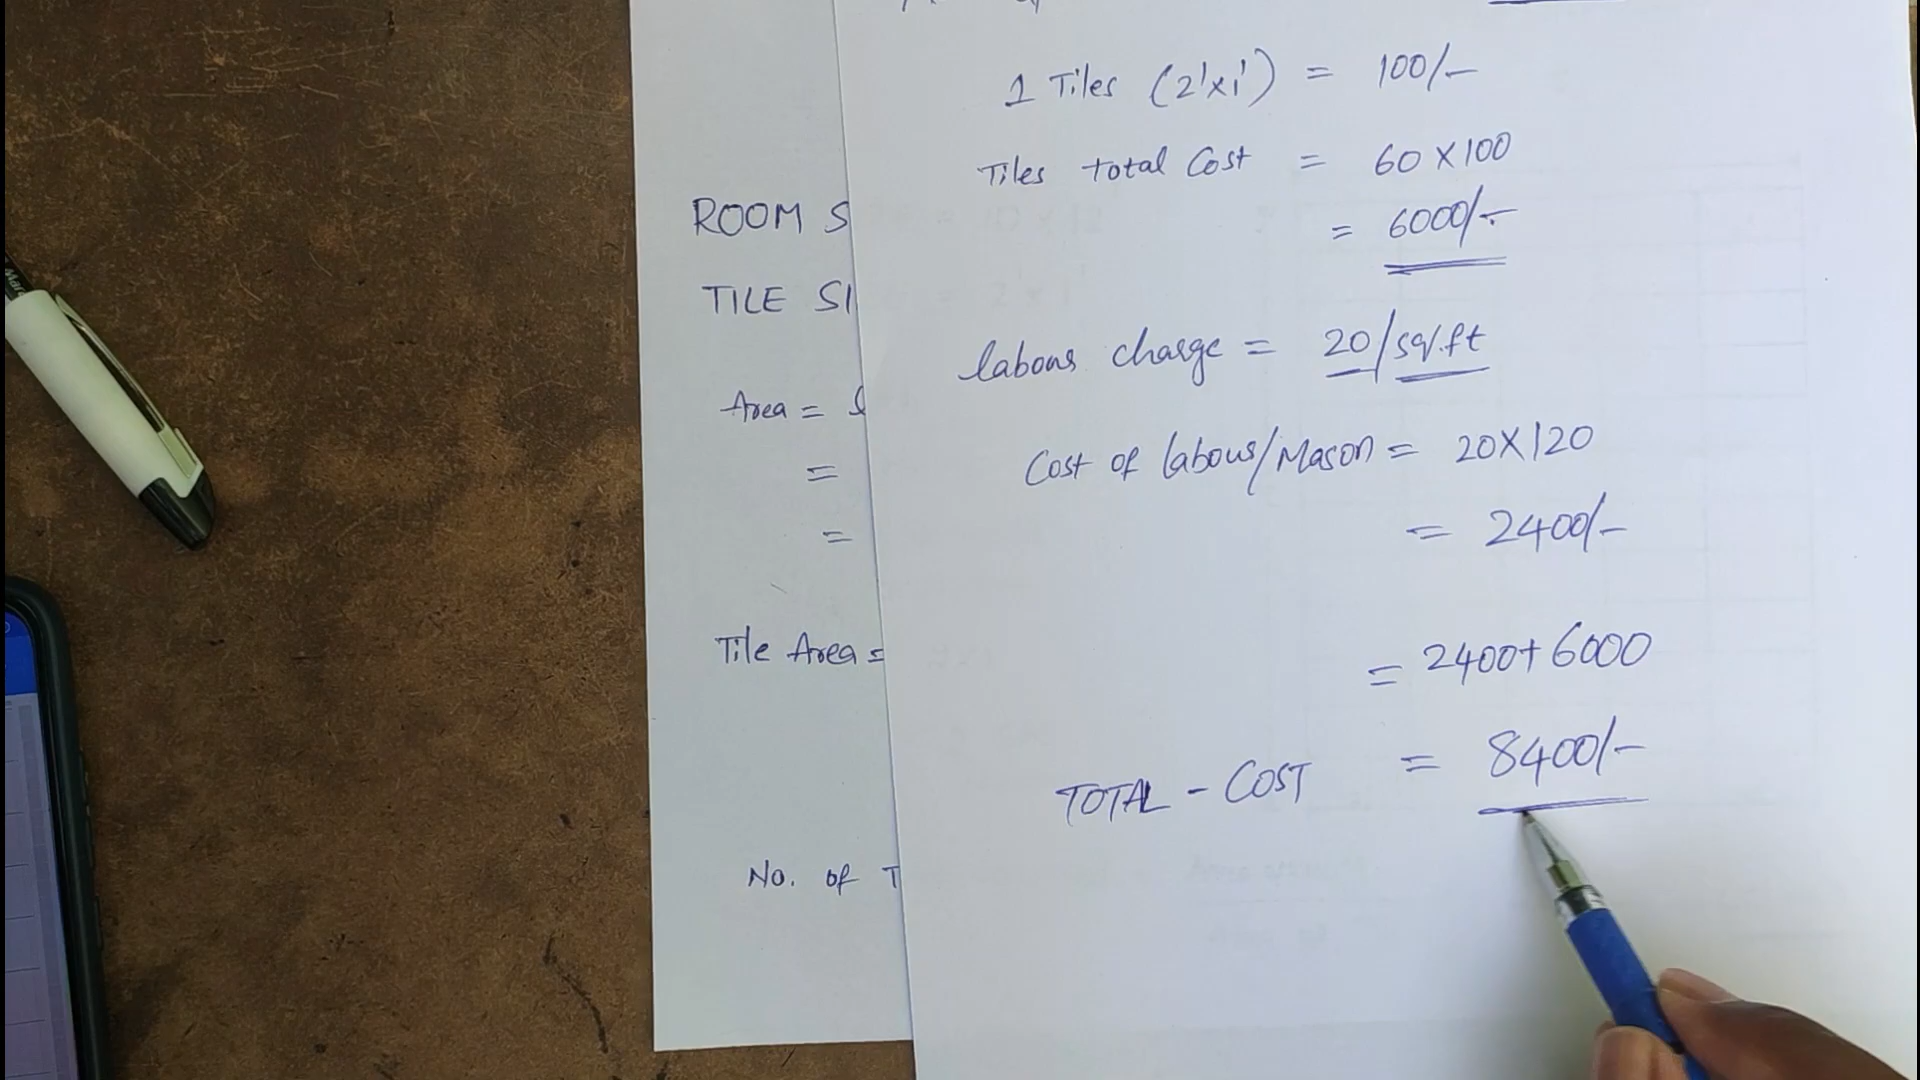 1 Tiles (2'x1') = 100/-
Tiles total Cost = 60 X 100
= 6000/-
labour charge = 20/sq.ft
Cost of labour/Mason = 20X120
= 2400/-
= 2400+6000
TOTAL - COST = 8400/-
ROOM S
TILE SI
Area = l
=
=
Tile Area =
No. of T